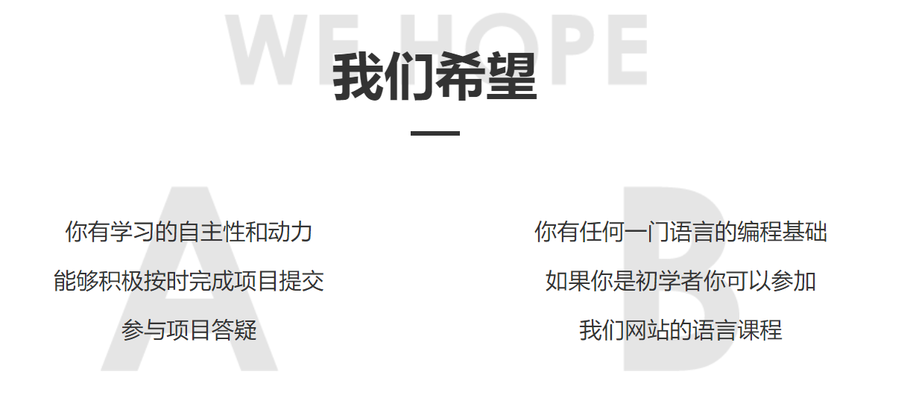 WE HOPE
我们希望
A
你有学习的自主性和动力
能够积极按时完成项目提交
参与项目答疑
B
你有任何一门语言的编程基础
如果你是初学者你可以参加
我们网站的语言课程